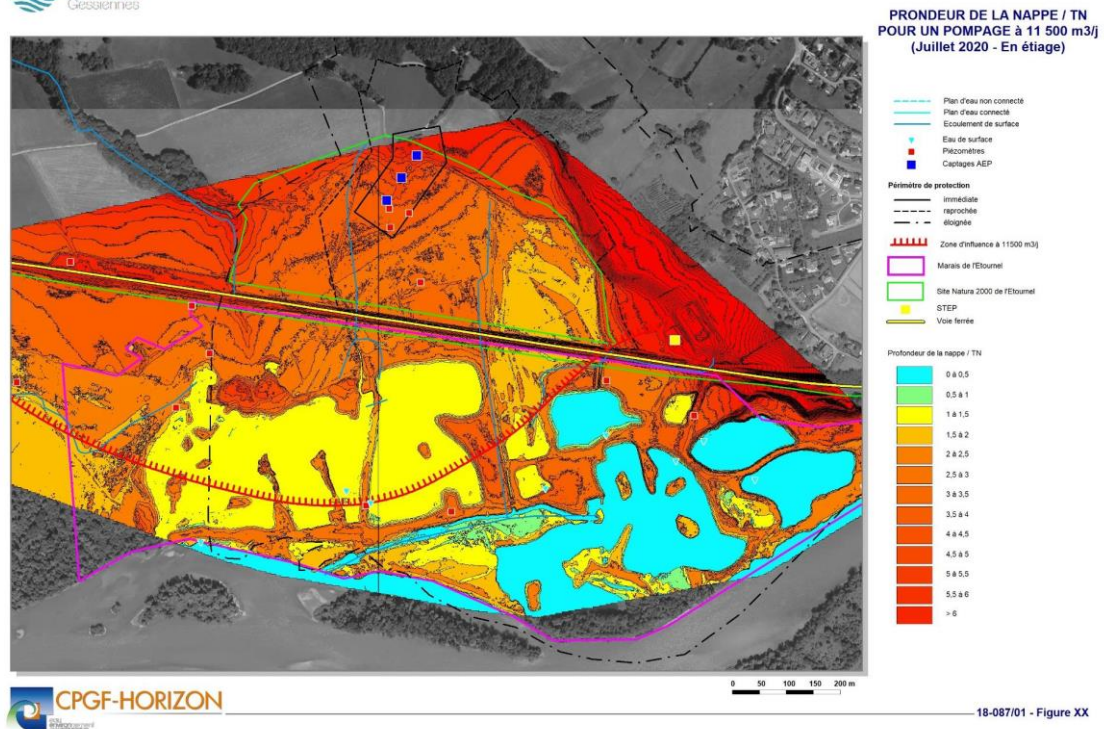 Gessiennes
PRONDEUR DE LA NAPPE / TN
POUR UN POMPAGE à 11 500 m3/j
(Juillet 2020 - En étiage)
Plan d'eau non connecté
Plan d'eau connecté
Ecoulement de surface
Eau de surface
Piézomètres
Captages AEP
Périmètre de protection
immédiate
raprochée
éloignée
Zone d'influence à 11500 m3/j
Marais de l'Etournel
Site Natura 2000 de l'Etournel
STEP
Voie ferrée
Profondeur de la nappe / TN
0 à 0,5
0,5 à 1
1 à 1,5
1,5 à 2
2 à 2,5
2,5 à 3
3 à 3,5
3,5 à 4
4 à 4,5
4,5 à 5
5 à 5,5
5,5 à 6
> 6
0 50 100 150 200 m
CPGF-HORIZON
eau
environnement
18-087/01 - Figure XX